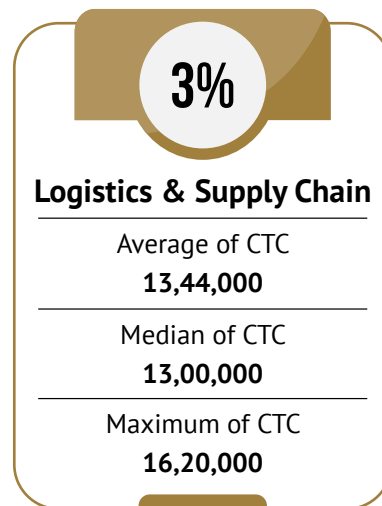 3%
Logistics & Supply Chain
Average of CTC
13,44,000
Median of CTC
13,00,000
Maximum of CTC
16,20,000